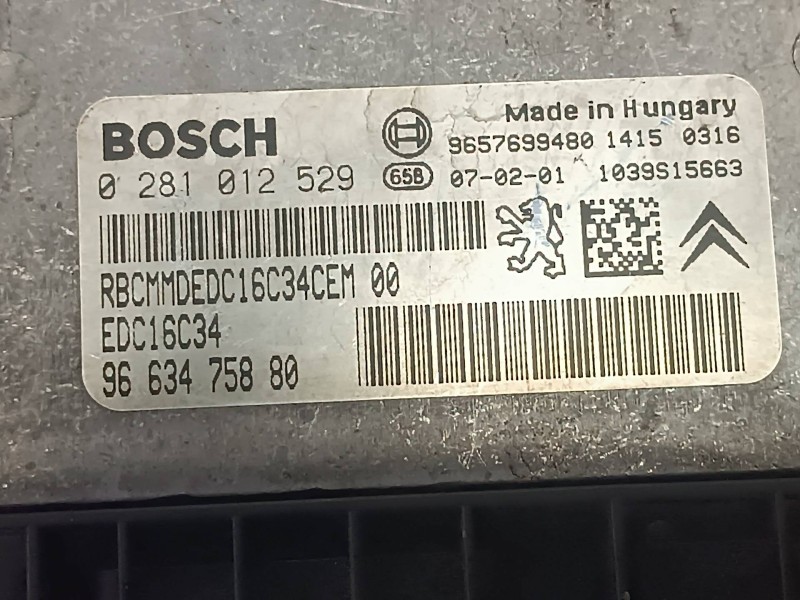 BOSCH
Made in Hungary
9657699480 1415 0316
0 281 012 529
658 07-02-01 1039S15663
RBCMMDEDC16C34CEM 00
EDC16C34
96 634 758 80